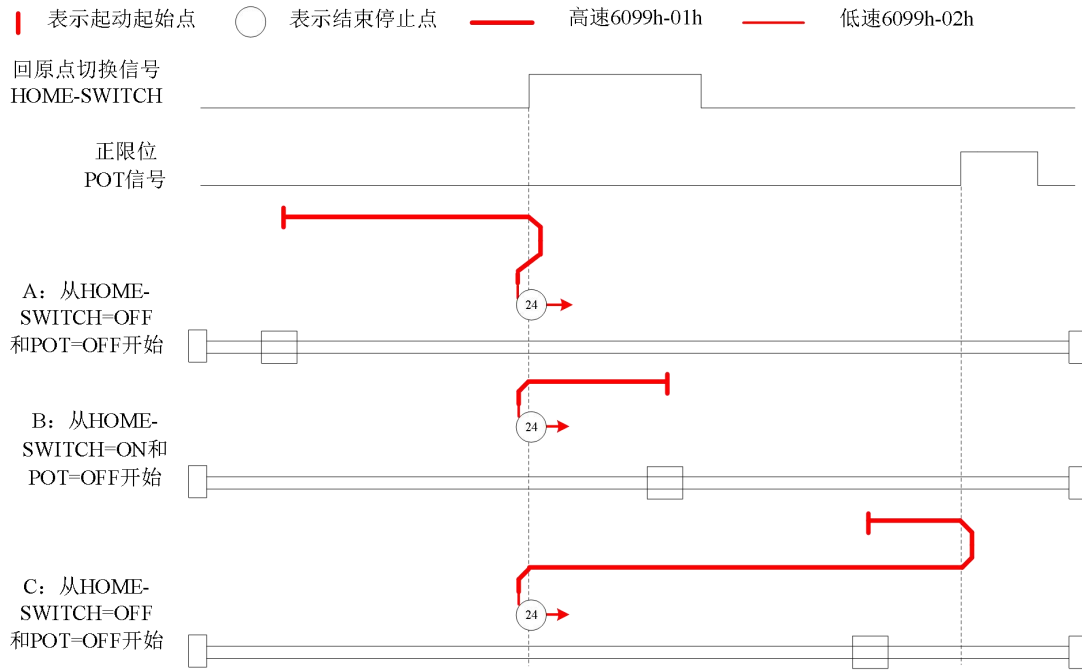 表示起动起始点 表示结束停止点 高速6099h-01h 低速6099h-02h
回原点切换信号
HOME-SWITCH
正限位
POT信号
24
A：从HOME-
SWITCH=OFF
和POT=OFF开始
24
B：从HOME-
SWITCH=ON和
POT=OFF开始
24
C：从HOME-
SWITCH=OFF
和POT=OFF开始